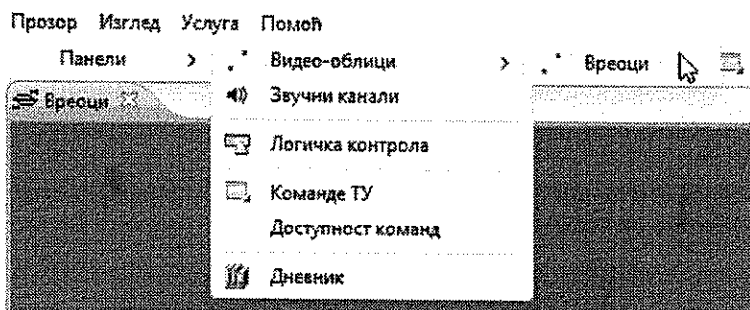 Прозор Изглед Услуга Помоћ
Панели Видео-облици Вреоци
Вреоци Звучни канали
Логичка контрола
Команде ТУ
Доступност команд
Дневник